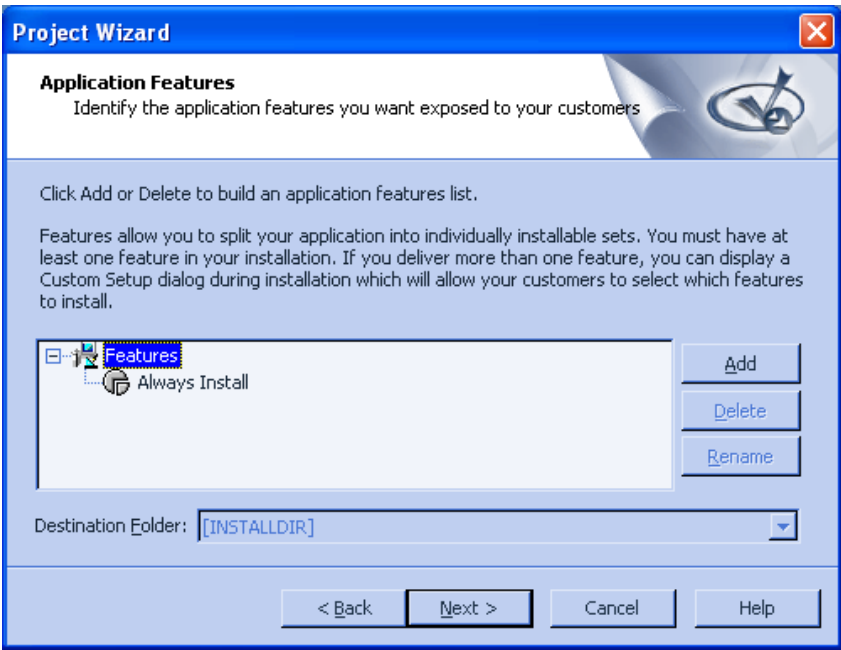 Project Wizard
Application Features
Identify the application features you want exposed to your customers
Click Add or Delete to build an application features list.
Features allow you to split your application into individually installable sets. You must have at
least one feature in your installation. If you deliver more than one feature, you can display a
Custom Setup dialog during installation which will allow your customers to select which features
to install.
Features
Always Install
Add
Delete
Rename
Destination Folder: [INSTALLDIR]
< Back Next > Cancel Help